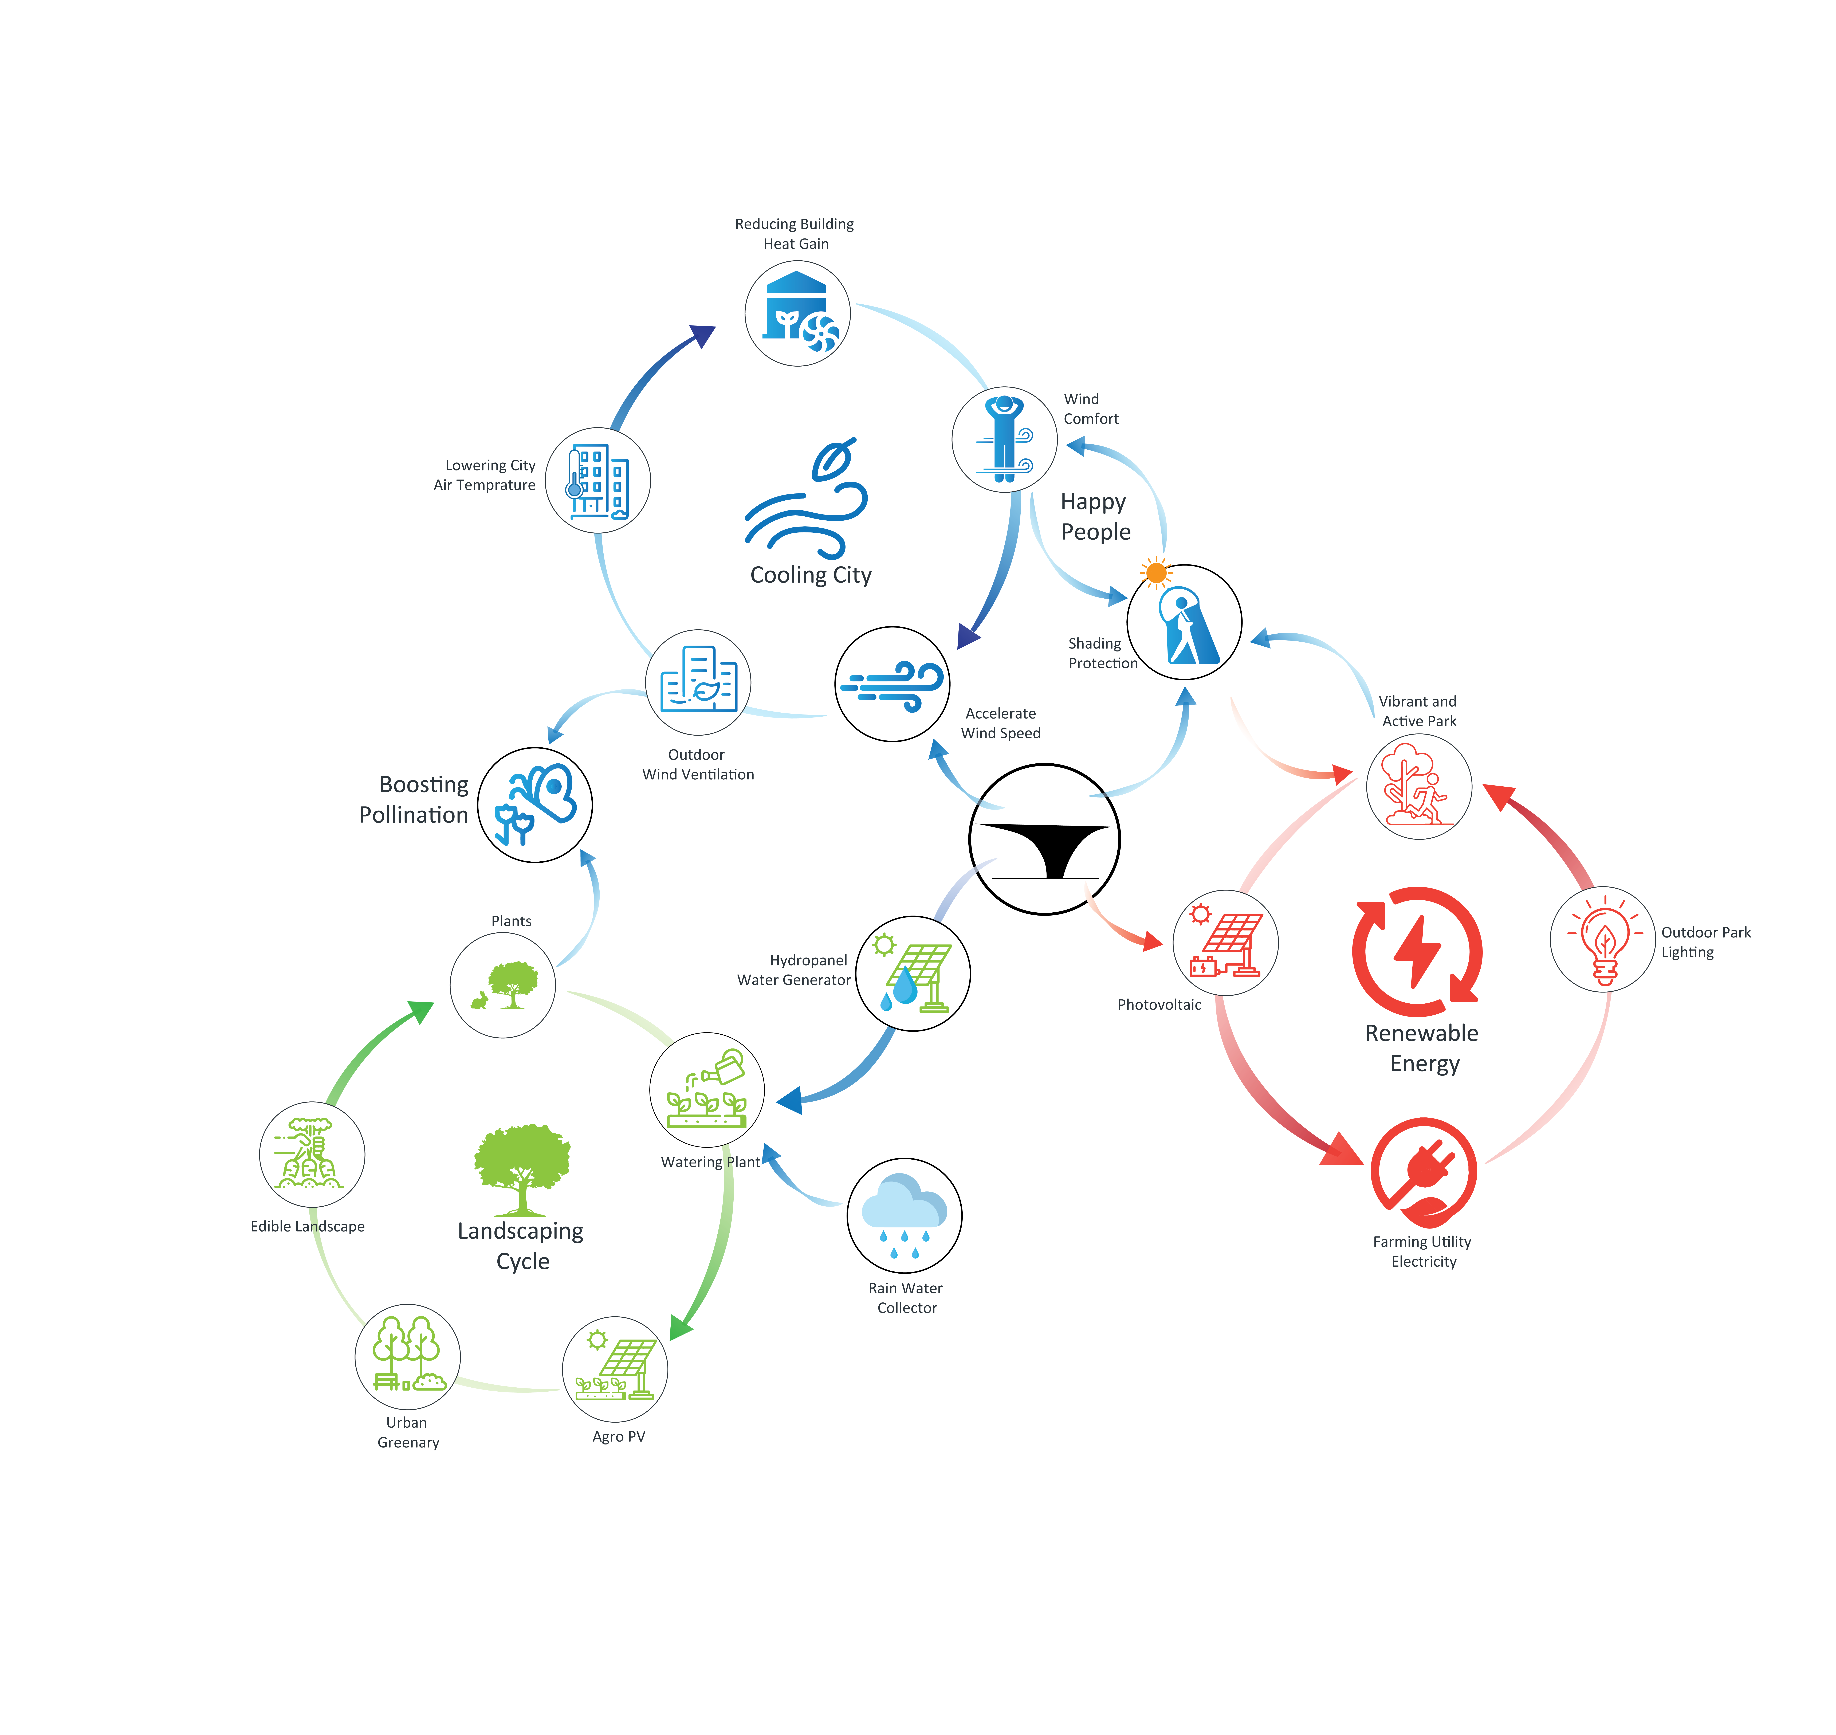 Reducing Building
Heat Gain
Wind
Comfort
Lowering City
Air Temprature
Happy
People
Cooling City
Shading
Protection
Accelerate
Wind Speed
Vibrant and
Active Park
Outdoor
Wind Ventilation
Boosting
Pollination
Plants
Hydropanel
Water Generator
Photovoltaic
Outdoor Park
Lighting
Renewable
Energy
Watering Plant
Edible Landscape
Landscaping
Cycle
Farming Utility
Electricity
Rain Water
Collector
Urban
Greenary
Agro PV